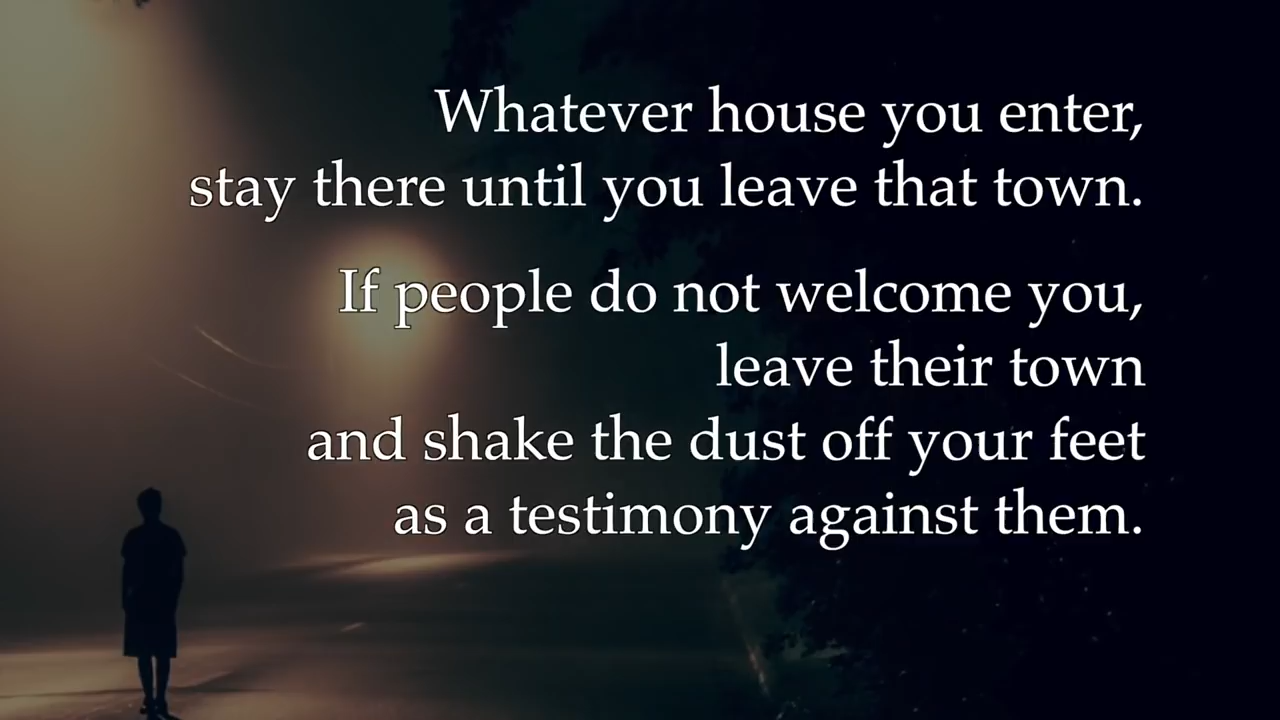 Whatever house you enter,
stay there until you leave that town.
If people do not welcome you,
leave their town
and shake the dust off your feet
as a testimony against them.